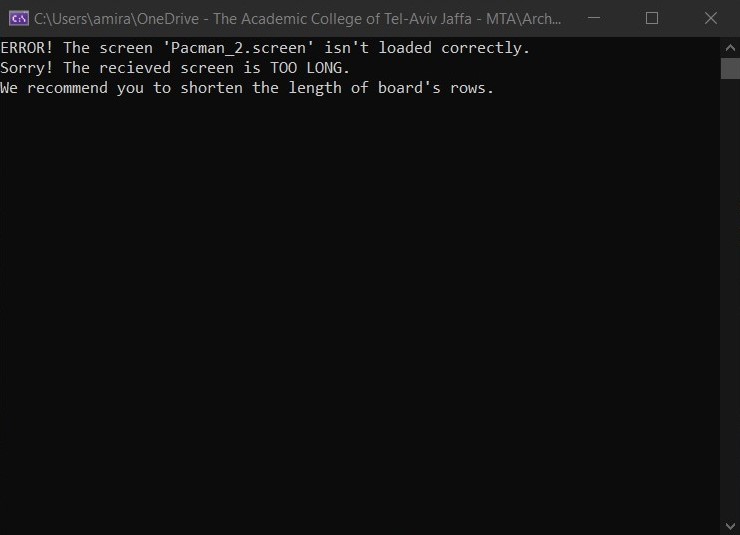 C:\Users\amira\OneDrive - The Academic College of Tel-Aviv Jaffa - MTA\Arch...
ERROR! The screen 'Pacman_2.screen' isn't loaded correctly.
Sorry! The recieved screen is TOO LONG.
We recommend you to shorten the length of board's rows.